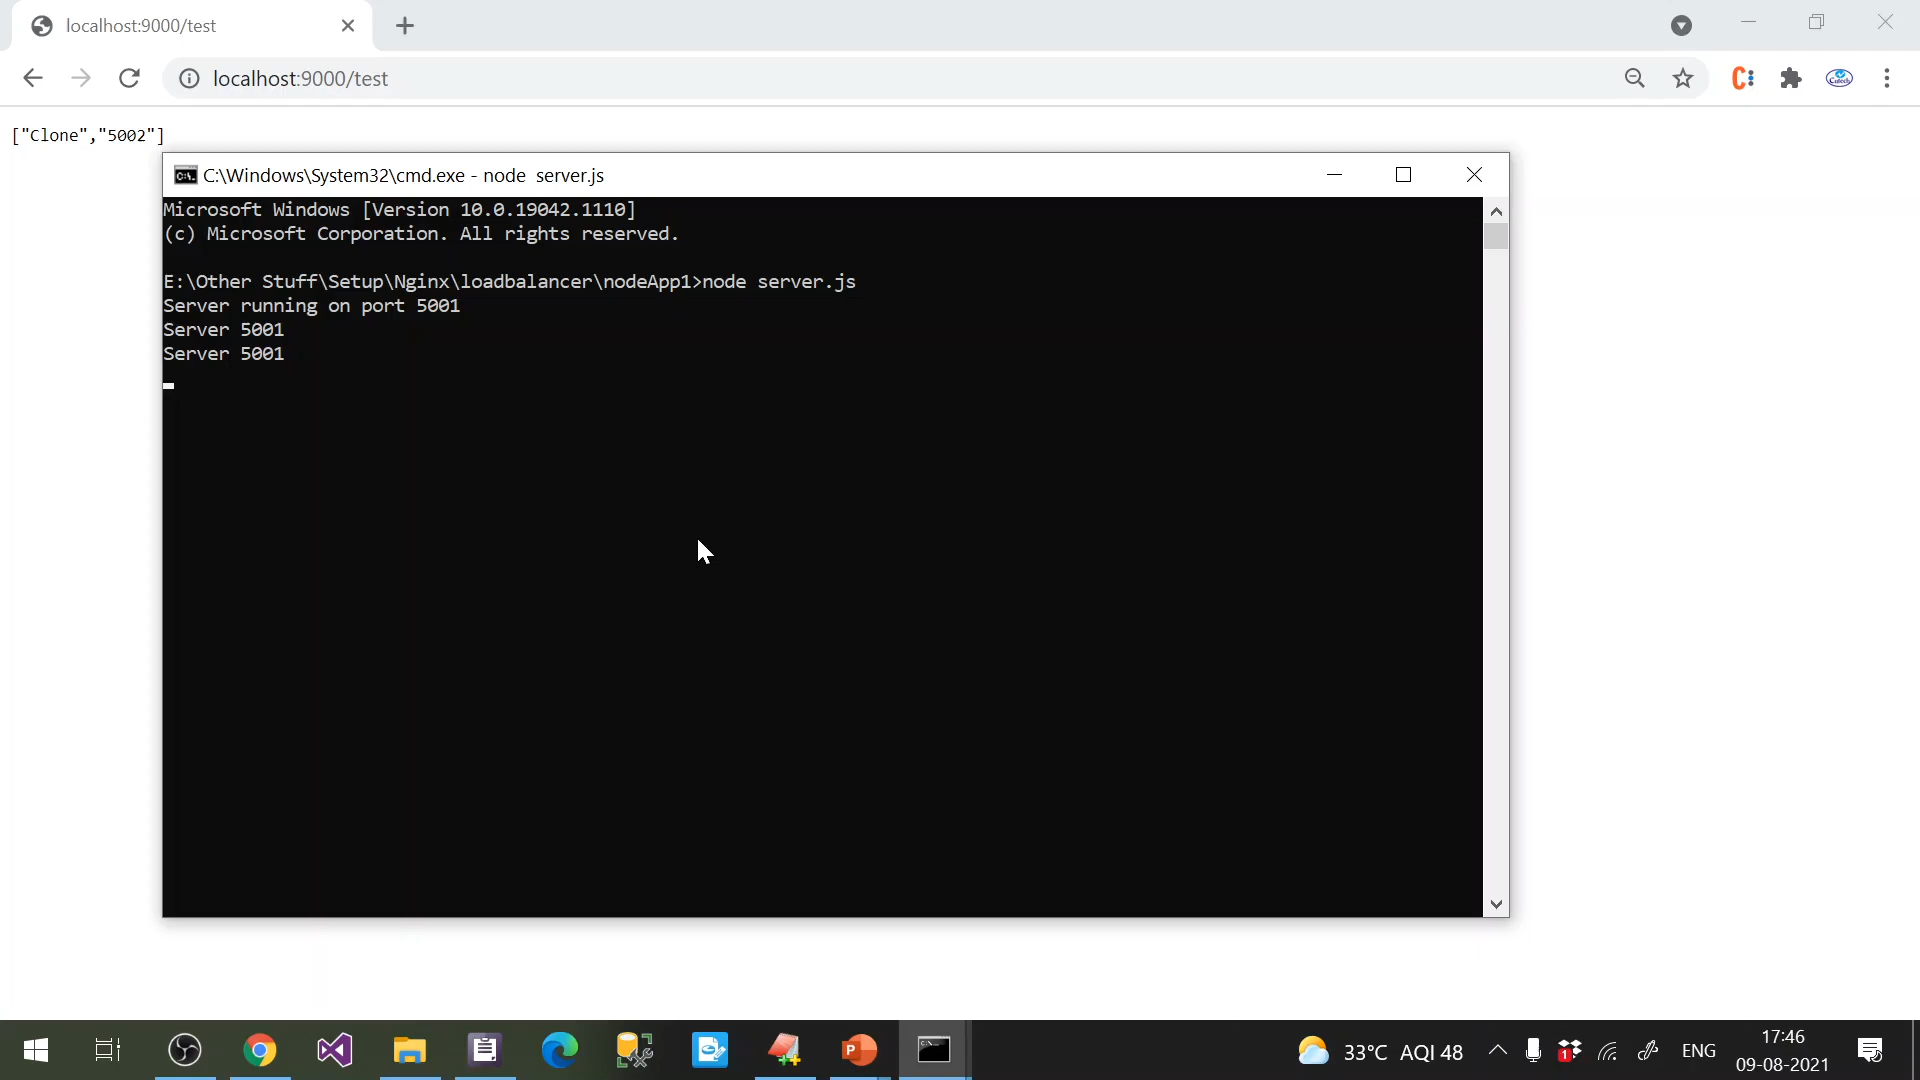 localhost:9000/test
localhost:9000/test
["Clone","5002"]
C:\Windows\System32\cmd.exe - node  server.js
Microsoft Windows [Version 10.0.19042.1110]
(c) Microsoft Corporation. All rights reserved.
E:\Other Stuff\Setup\Nginx\loadbalancer\nodeApp1>node server.js
Server running on port 5001
Server 5001
Server 5001
33°C AQI 48
ENG
17:46
09-08-2021